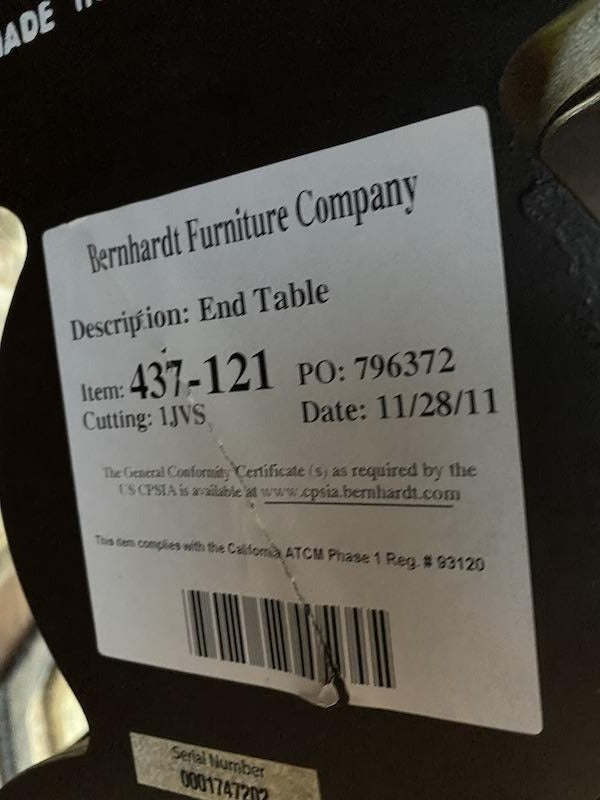 MADE
Bernhardt Furniture Company
Description: End Table
Item: 437-121 PO: 796372
Cutting: 1JVS Date: 11/28/11
The General Conformity Certificate (s) as required by the
US CPSIA is available at www.cpsia.bernhardt.com
This item complies with the California ATCM Phase 1 Reg. # 93120
Serial Number
0001747202